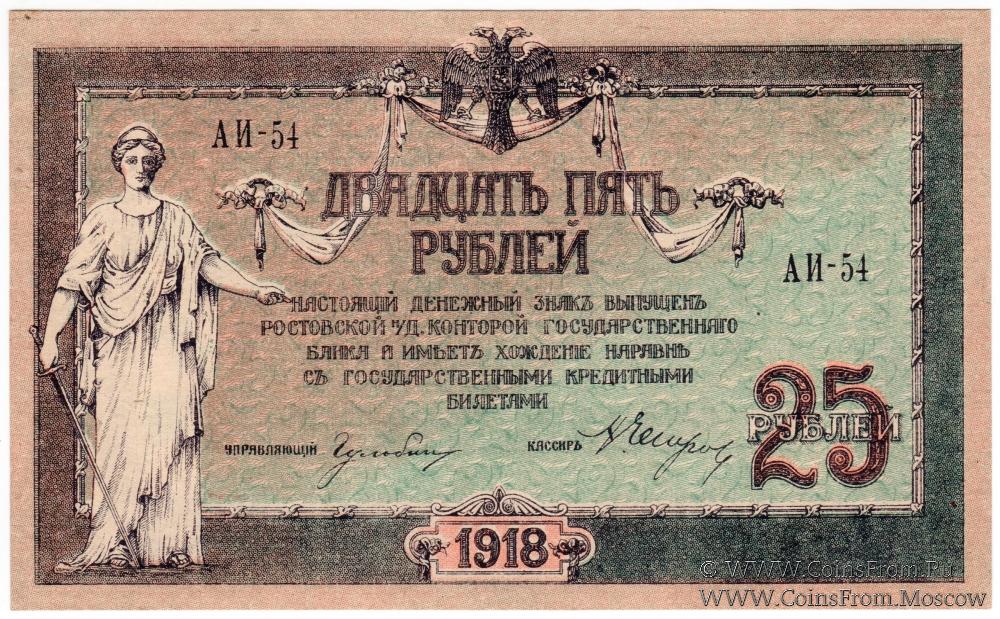 АИ-54
ДВАДЦАТЬ ПЯТЬ
РУБЛЕЙ
АИ-54
НАСТОЯЩІЙ ДЕНЕЖНЫЙ ЗНАКЪ ВЫПУЩЕНЪ
РОСТОВСКОЙ Н/Д. КОНТОРОЙ ГОСУДАРСТВЕННАГО
БАНКА И ИМѢЕТЪ ХОЖДЕНІЕ НАРАВНѢ
СЪ ГОСУДАРСТВЕННЫМИ КРЕДИТНЫМИ
БИЛЕТАМИ
25
РУБЛЕЙ
УПРАВЛЯЮЩІЙ
КАССИРЪ
1918
© WWW.CoinsFrom.Ru
WWW.CoinsFrom.Moscow